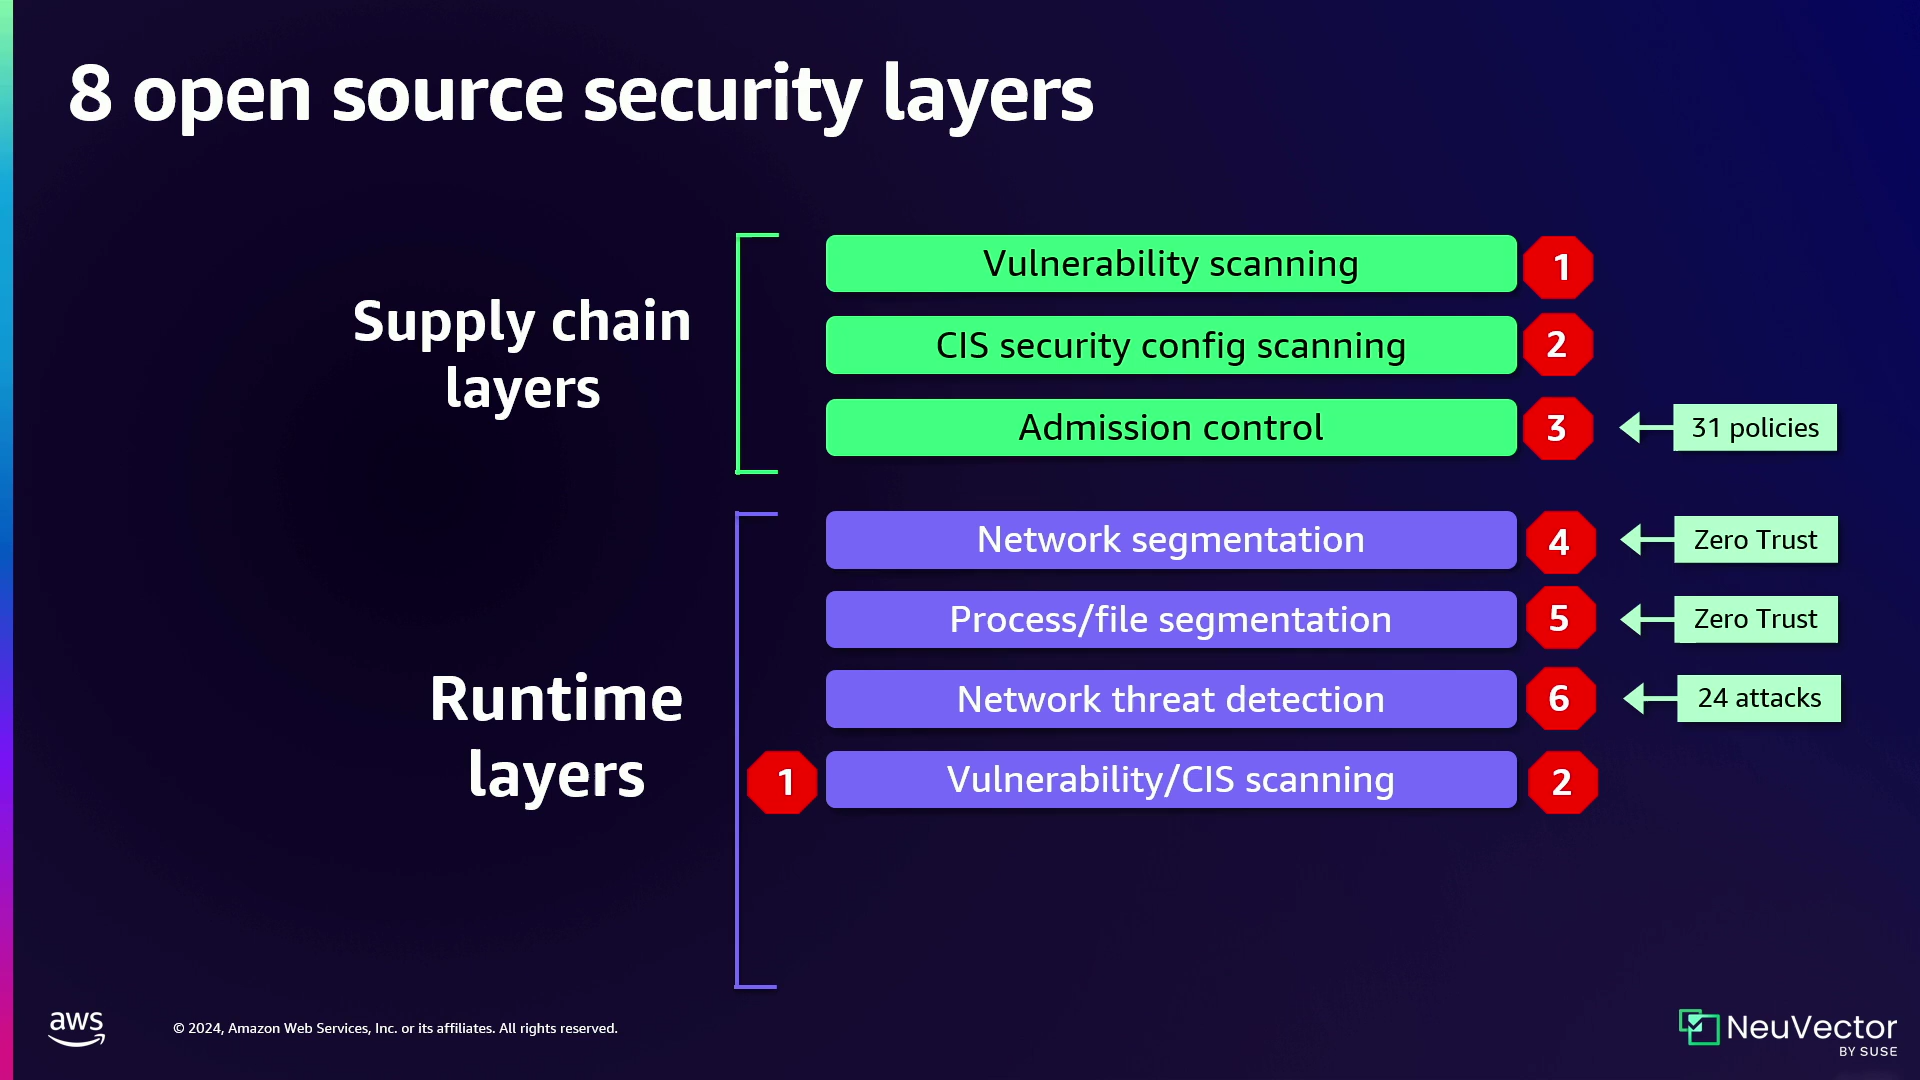 8 open source security layers
Supply chain
layers
Vulnerability scanning
1
CIS security config scanning
2
Admission control
3
31 policies
Runtime
layers
Network segmentation
4
Zero Trust
Process/file segmentation
5
Zero Trust
Network threat detection
6
24 attacks
1
Vulnerability/CIS scanning
2
aws
© 2024, Amazon Web Services, Inc. or its affiliates. All rights reserved.
NeuVector
BY SUSE